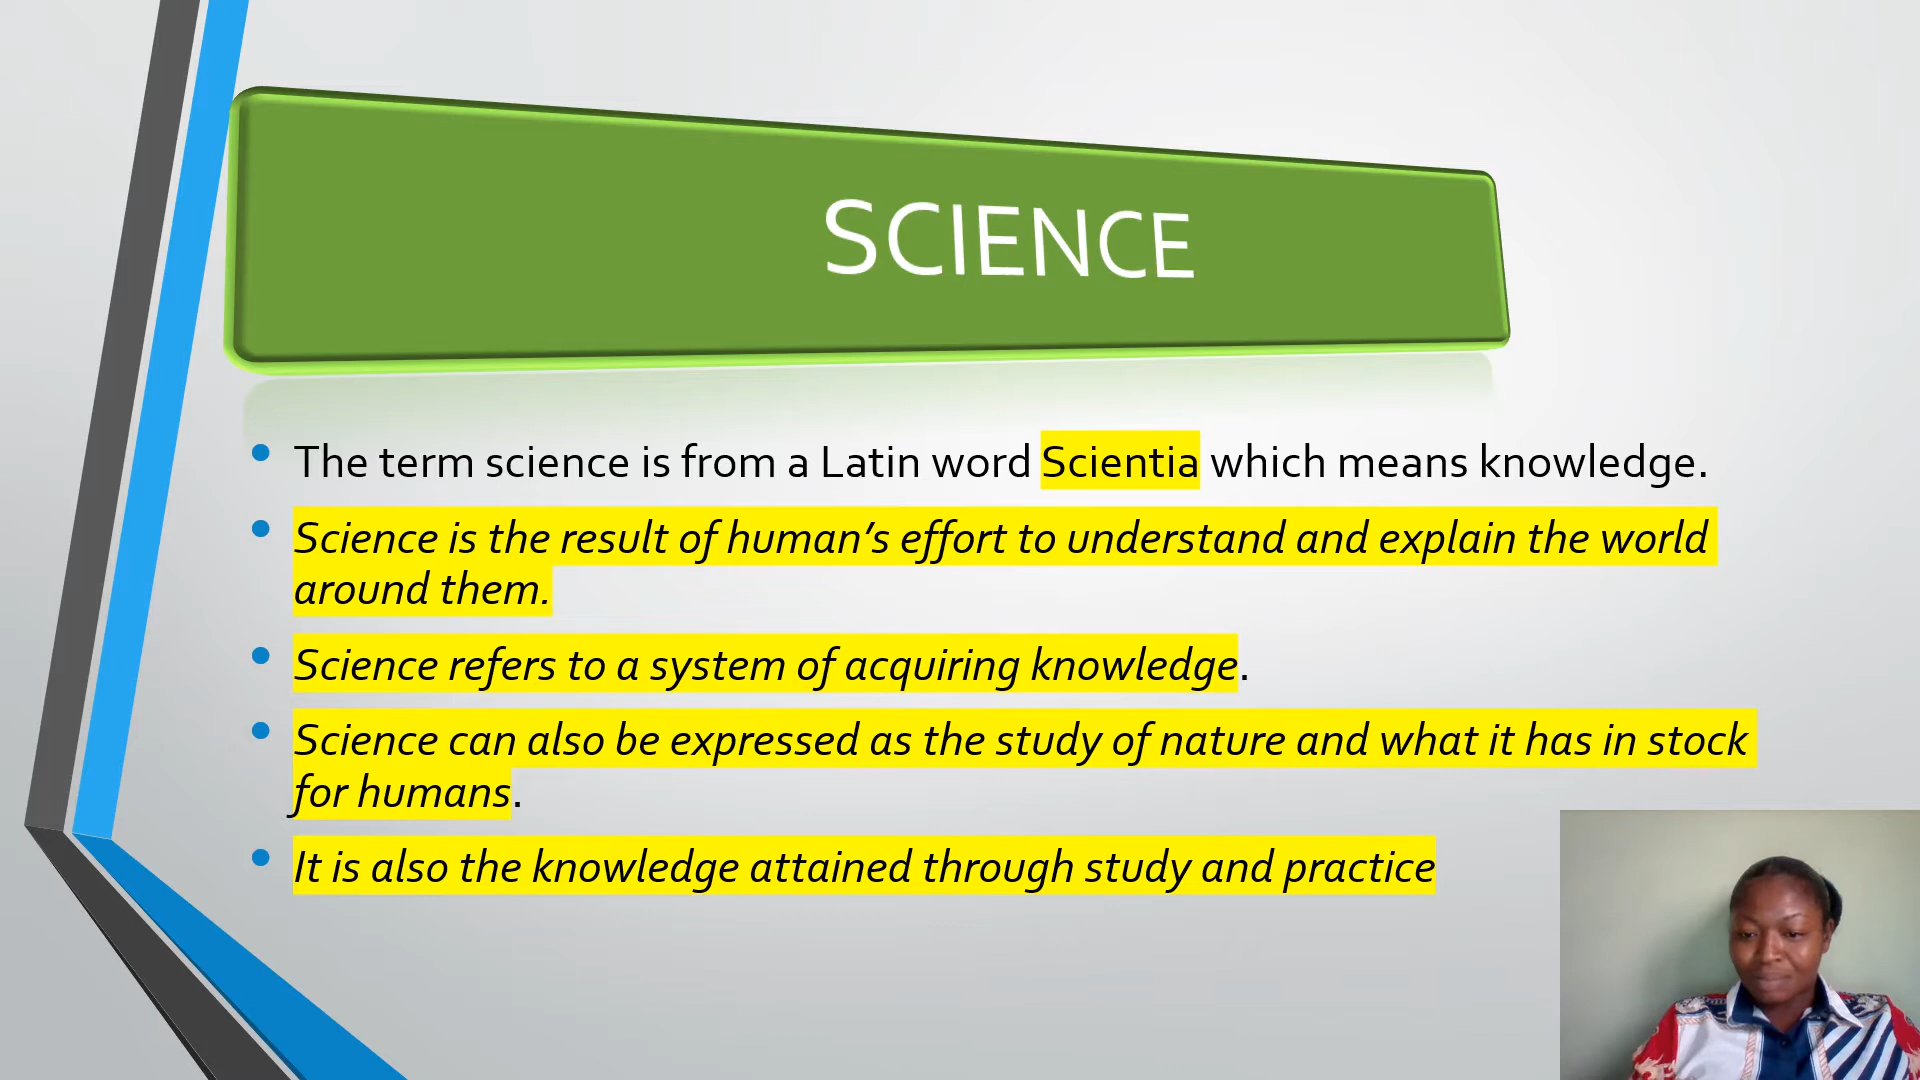 SCIENCE
• The term science is from a Latin word Scientia which means knowledge.
• Science is the result of human’s effort to understand and explain the world
around them.
• Science refers to a system of acquiring knowledge.
• Science can also be expressed as the study of nature and what it has in stock
for humans.
• It is also the knowledge attained through study and practice